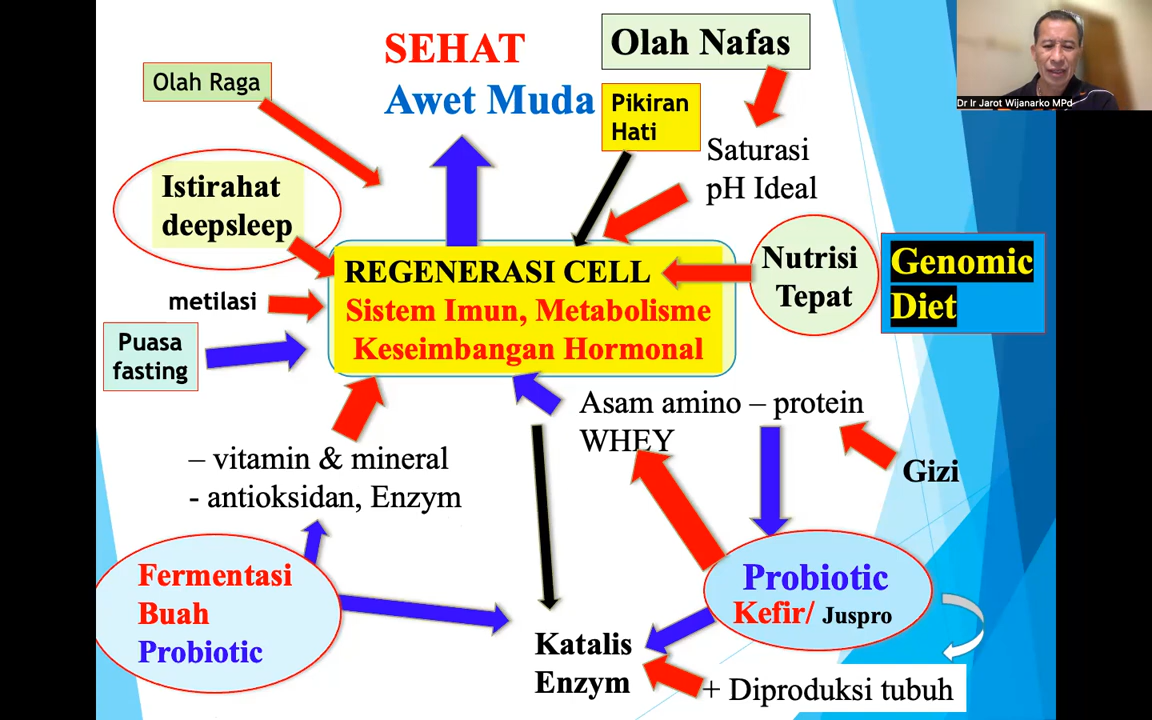 SEHAT
Awet Muda
Olah Nafas
Dr Ir Jarot Wijanarko MPd
Olah Raga
Pikiran
Hati
Saturasi
pH Ideal
Istirahat
deepsleep
REGENERASI CELL
Sistem Imun, Metabolisme
Keseimbangan Hormonal
Nutrisi
Tepat
Genomic
Diet
metilasi
Puasa
fasting
Asam amino – protein
WHEY
Gizi
– vitamin & mineral
- antioksidan, Enzym
Fermentasi
Buah
Probiotic
Probiotic
Kefir/ Juspro
Katalis
Enzym
+ Diproduksi tubuh